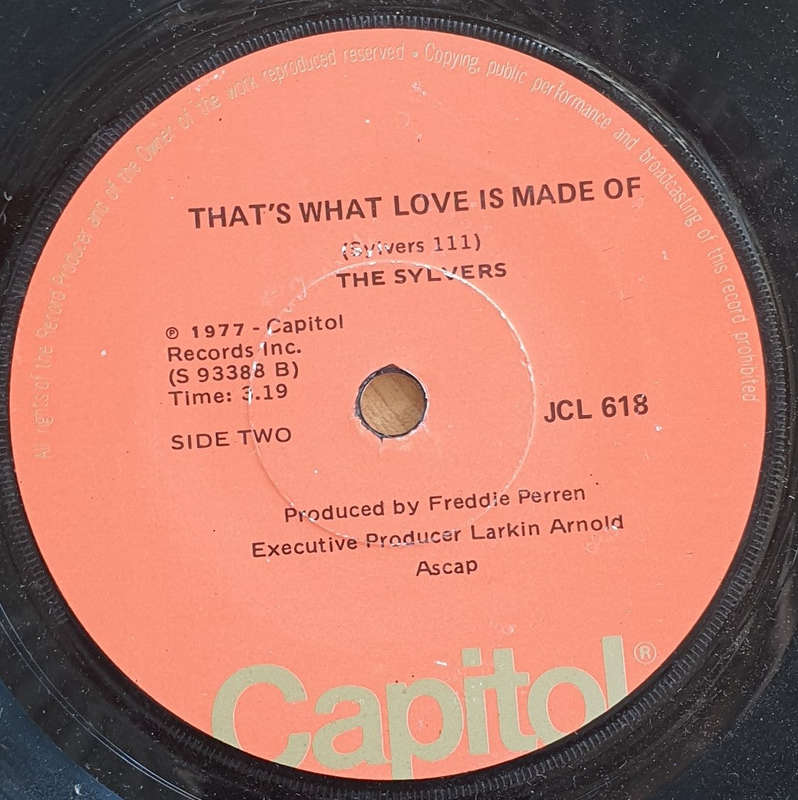 All rights of the Record Producer and of the Owner of the work reproduced reserved • Copying, public performance and broadcasting of this record prohibited
THAT'S WHAT LOVE IS MADE OF
(Sylvers 111)
THE SYLVERS
℗ 1977 - Capitol
Records Inc.
(S 93388 B)
Time: 3.19
SIDE TWO
JCL 618
Produced by Freddie Perren
Executive Producer Larkin Arnold
Ascap
Capitol®